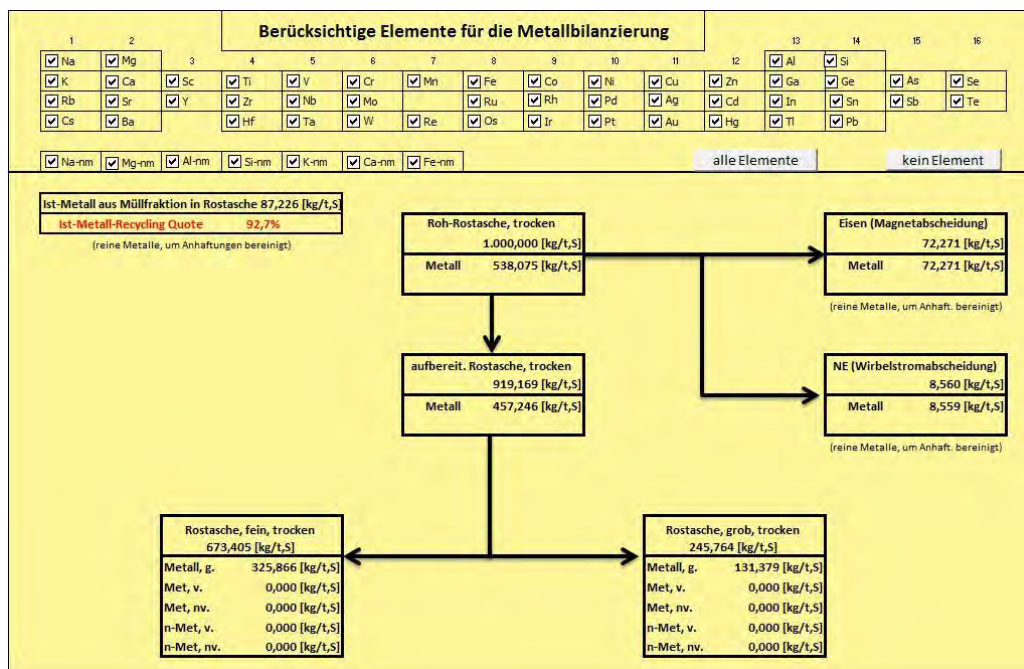 Berücksichtige Elemente für die Metallbilanzierung
1 2 3 4 5 6 7 8 9 10 11 12 13 14 15 16
Na Mg Al Si
K Ca Sc Ti V Cr Mn Fe Co Ni Cu Zn Ga Ge As Se
Rb Sr Y Zr Nb Mo Ru Rh Pd Ag Cd In Sn Sb Te
Cs Ba Hf Ta W Re Os Ir Pt Au Hg Tl Pb
Na-nm Mg-nm Al-nm Si-nm K-nm Ca-nm Fe-nm alle Elemente kein Element
Ist-Metall aus Müllfraktion in Rostasche 87,226 [kg/t,S]
Ist-Metall-Recycling Quote 92,7%
(reine Metalle, um Anhaftungen bereinigt)
Roh-Rostasche, trocken
1.000,000 [kg/t,S]
Metall 538,075 [kg/t,S]
Eisen (Magnetabscheidung)
72,271 [kg/t,S]
Metall 72,271 [kg/t,S]
(reine Metalle, um Anhaft. bereinigt)
aufbereit. Rostasche, trocken
919,169 [kg/t,S]
Metall 457,246 [kg/t,S]
NE (Wirbelstromabscheidung)
8,560 [kg/t,S]
Metall 8,559 [kg/t,S]
(reine Metalle, um Anhaft. bereinigt)
Rostasche, fein, trocken
673,405 [kg/t,S]
Metall, g. 325,866 [kg/t,S]
Met, v. 0,000 [kg/t,S]
Met, nv. 0,000 [kg/t,S]
n-Met, v. 0,000 [kg/t,S]
n-Met, nv. 0,000 [kg/t,S]
Rostasche, grob, trocken
245,764 [kg/t,S]
Metall, g. 131,379 [kg/t,S]
Met, v. 0,000 [kg/t,S]
Met, nv. 0,000 [kg/t,S]
n-Met, v. 0,000 [kg/t,S]
n-Met, nv. 0,000 [kg/t,S]